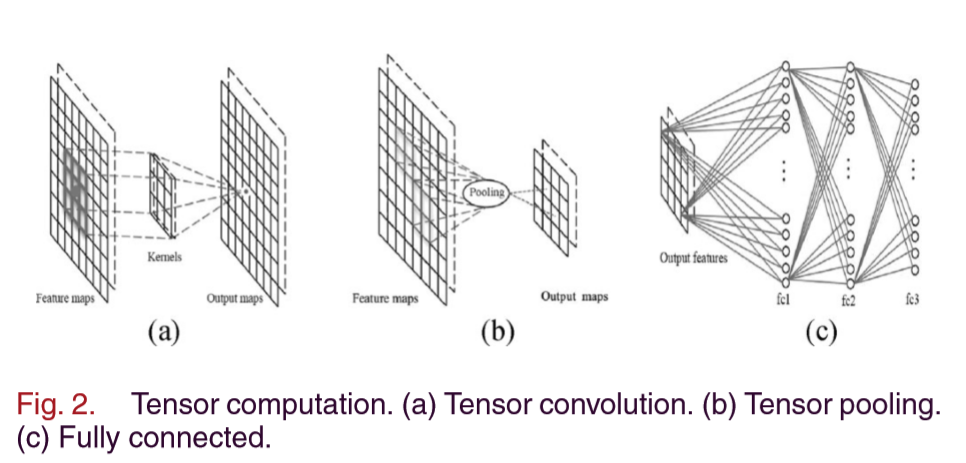 Feature maps
Kernels
Output maps
(a)
Feature maps
Pooling
Output maps
(b)
Output features
fc1
fc2
fc3
(c)
Fig. 2. Tensor computation. (a) Tensor convolution. (b) Tensor pooling.
(c) Fully connected.